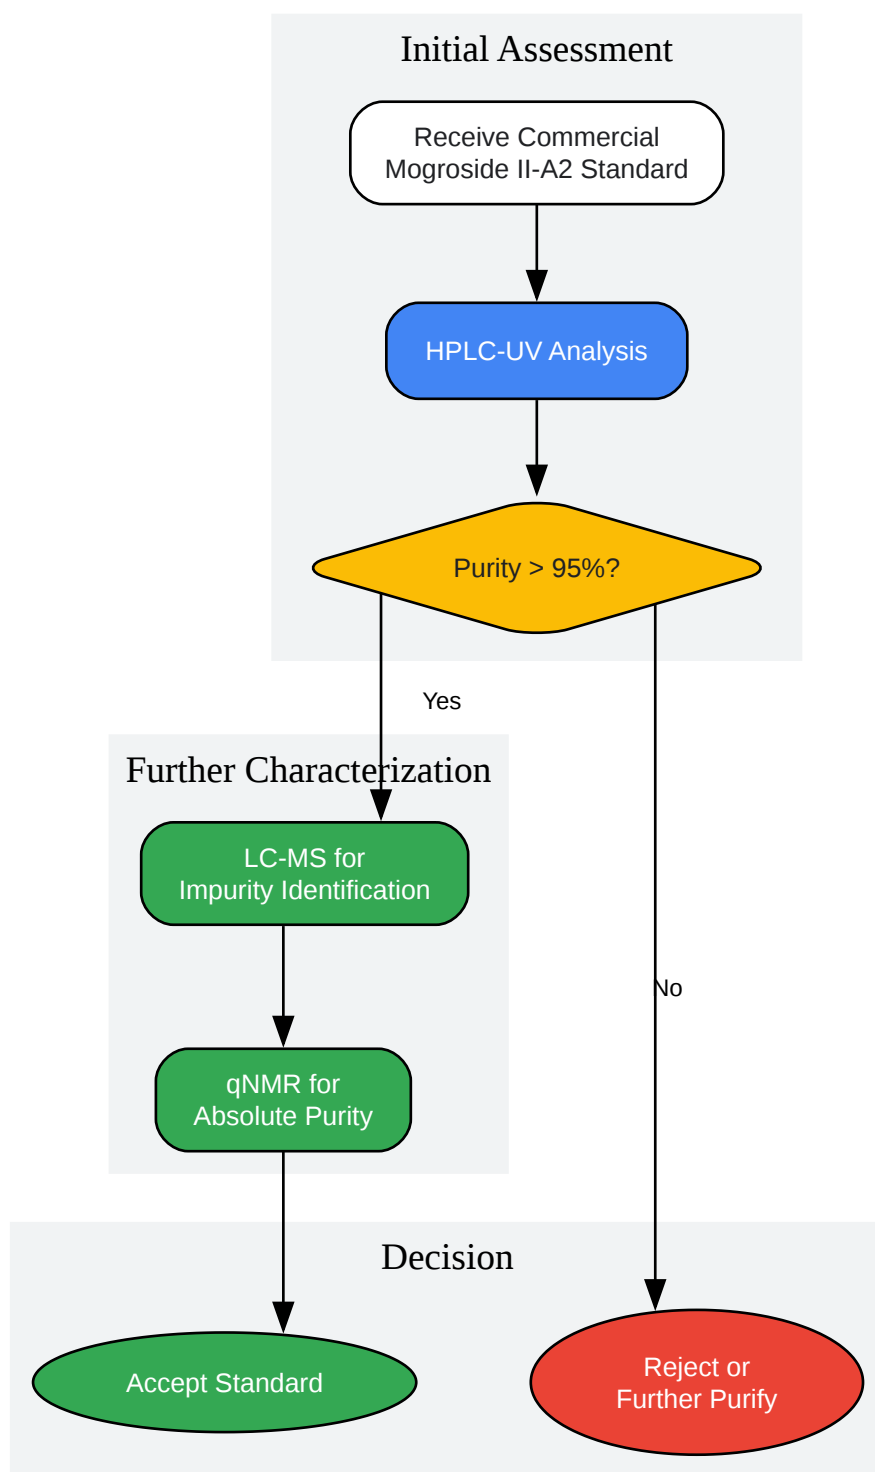 Initial Assessment
Receive Commercial
Mogroside II-A2 Standard
HPLC-UV Analysis
Purity > 95%?
Yes
Further Characterization
LC-MS for
Impurity Identification
No
qNMR for
Absolute Purity
Decision
Accept Standard
Reject or
Further Purify